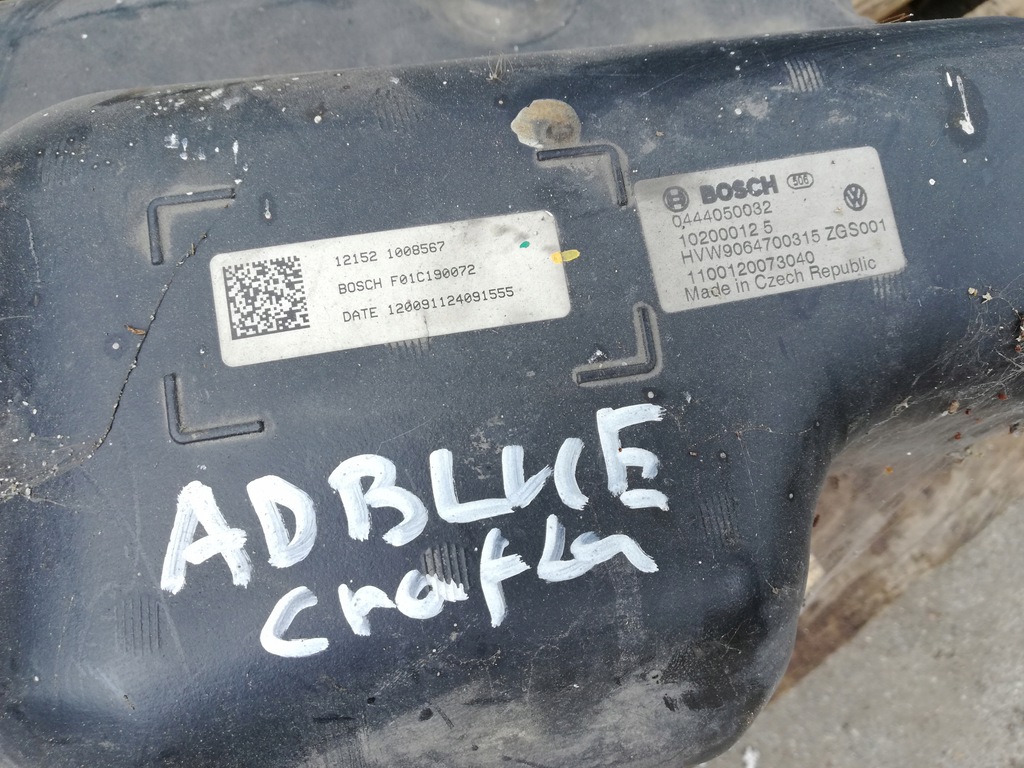 12152 1008567
BOSCH F01C190072
DATE 120091124091555
BOSCH 506
0444050032
10200012 5
HVW9064700315 ZGS001
1100120073040
Made in Czech Republic
ADBLUE
Crafter